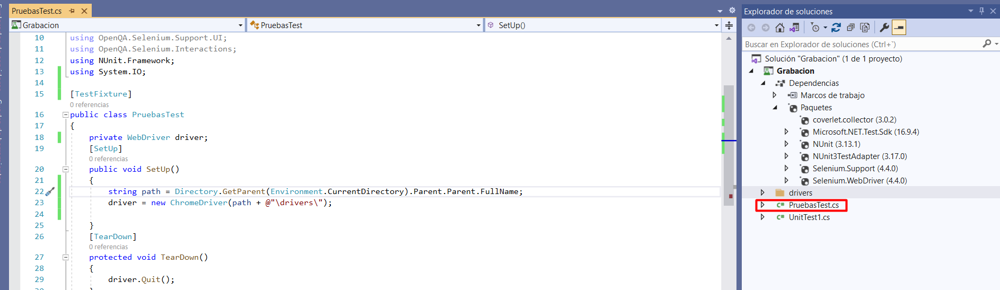 PruebasTest.cs
Grabacion
PruebasTest
SetUp()
10 using OpenQA.Selenium.Support.UI;
11 using OpenQA.Selenium.Interactions;
12 using NUnit.Framework;
13 using System.IO;
14
15 [TestFixture]
0 referencias
16 public class PruebasTest
17 {
18 private WebDriver driver;
19 [SetUp]
0 referencias
20 public void SetUp()
21 {
22 string path = Directory.GetParent(Environment.CurrentDirectory).Parent.Parent.FullName;
23 driver = new ChromeDriver(path + @"\drivers\");
24
25 }
26 [TearDown]
0 referencias
27 protected void TearDown()
28 {
29 driver.Quit();
Explorador de soluciones
Buscar en Explorador de soluciones (Ctrl+`)
Solución "Grabacion" (1 de 1 proyecto)
Grabacion
Dependencias
Marcos de trabajo
Paquetes
coverlet.collector (3.0.2)
Microsoft.NET.Test.Sdk (16.9.4)
NUnit (3.13.1)
NUnit3TestAdapter (3.17.0)
Selenium.Support (4.4.0)
Selenium.WebDriver (4.4.0)
drivers
C# PruebasTest.cs
C# UnitTest1.cs